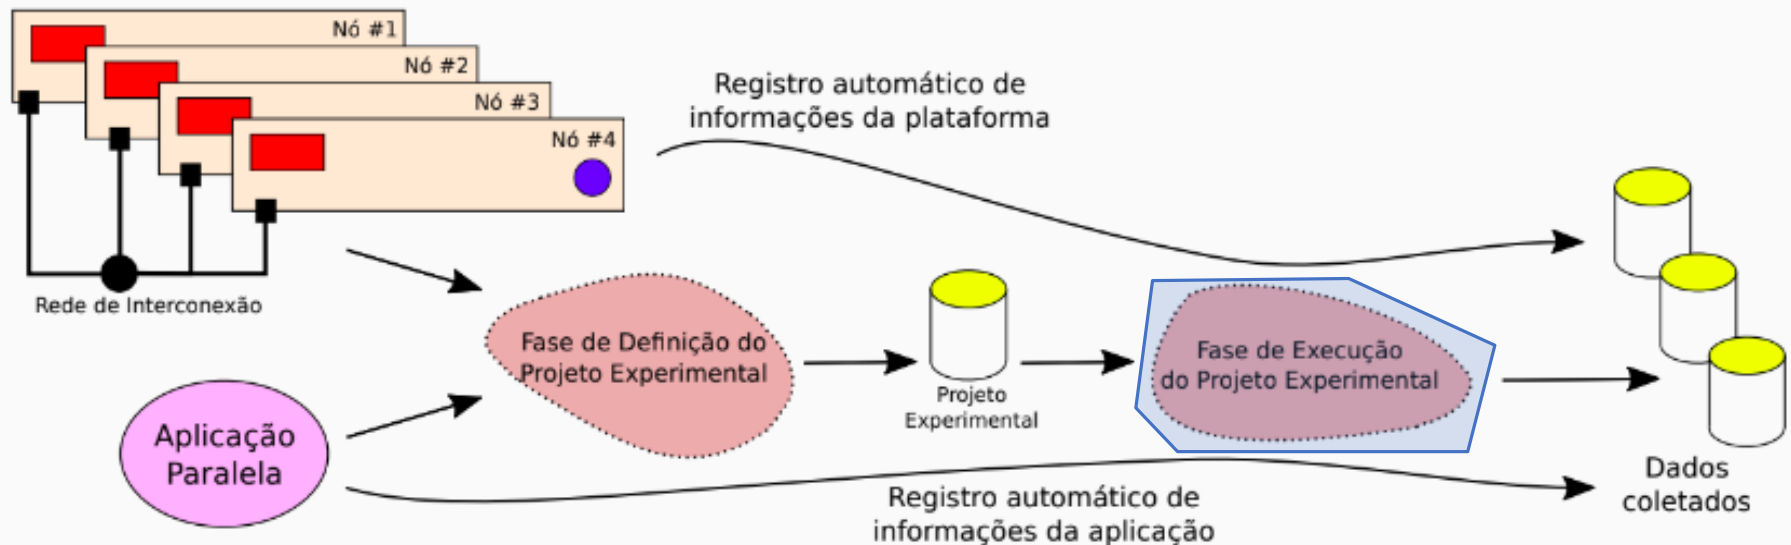 Nó #1
Nó #2
Nó #3
Nó #4
Rede de Interconexão
Registro automático de
informações da plataforma
Fase de Definição do
Projeto Experimental
Projeto
Experimental
Fase de Execução
do Projeto Experimental
Aplicação
Paralela
Registro automático de
informações da aplicação
Dados
coletados